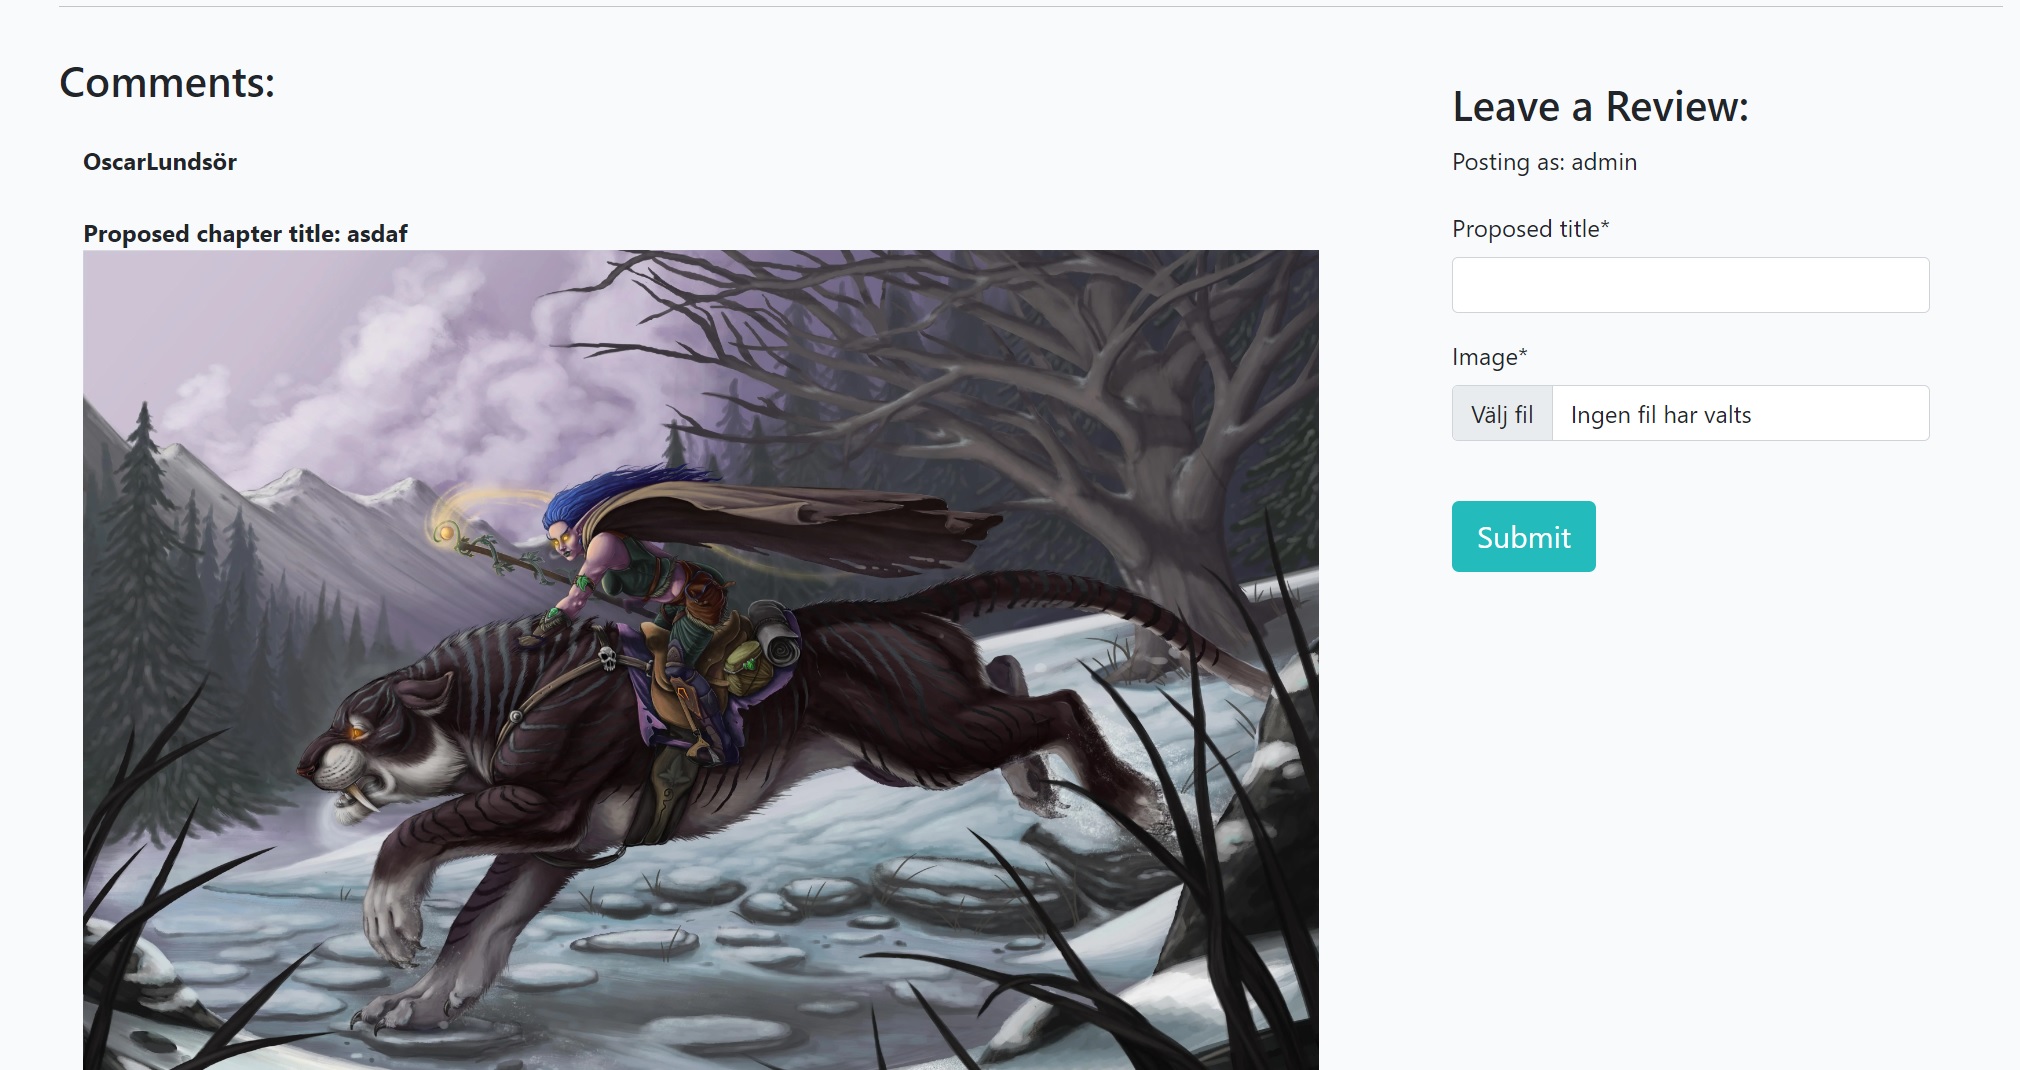 Comments:
OscarLundsör
Proposed chapter title: asdaf
Leave a Review:
Posting as: admin
Proposed title*
Image*
Välj fil
Ingen fil har valts
Submit